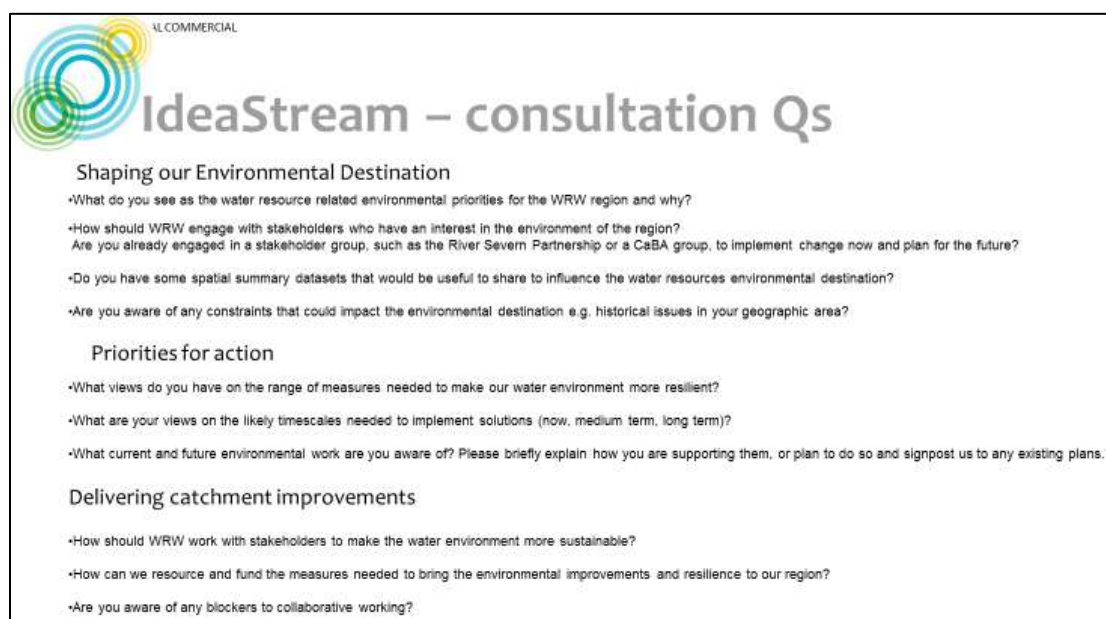 AL COMMERCIAL
IdeaStream – consultation Qs
Shaping our Environmental Destination
•What do you see as the water resource related environmental priorities for the WRW region and why?
•How should WRW engage with stakeholders who have an interest in the environment of the region?
Are you already engaged in a stakeholder group, such as the River Severn Partnership or a CaBA group, to implement change now and plan for the future?
•Do you have some spatial summary datasets that would be useful to share to influence the water resources environmental destination?
•Are you aware of any constraints that could impact the environmental destination e.g. historical issues in your geographic area?
Priorities for action
•What views do you have on the range of measures needed to make our water environment more resilient?
•What are your views on the likely timescales needed to implement solutions (now, medium term, long term)?
•What current and future environmental work are you aware of? Please briefly explain how you are supporting them, or plan to do so and signpost us to any existing plans.
Delivering catchment improvements
•How should WRW work with stakeholders to make the water environment more sustainable?
•How can we resource and fund the measures needed to bring the environmental improvements and resilience to our region?
•Are you aware of any blockers to collaborative working?